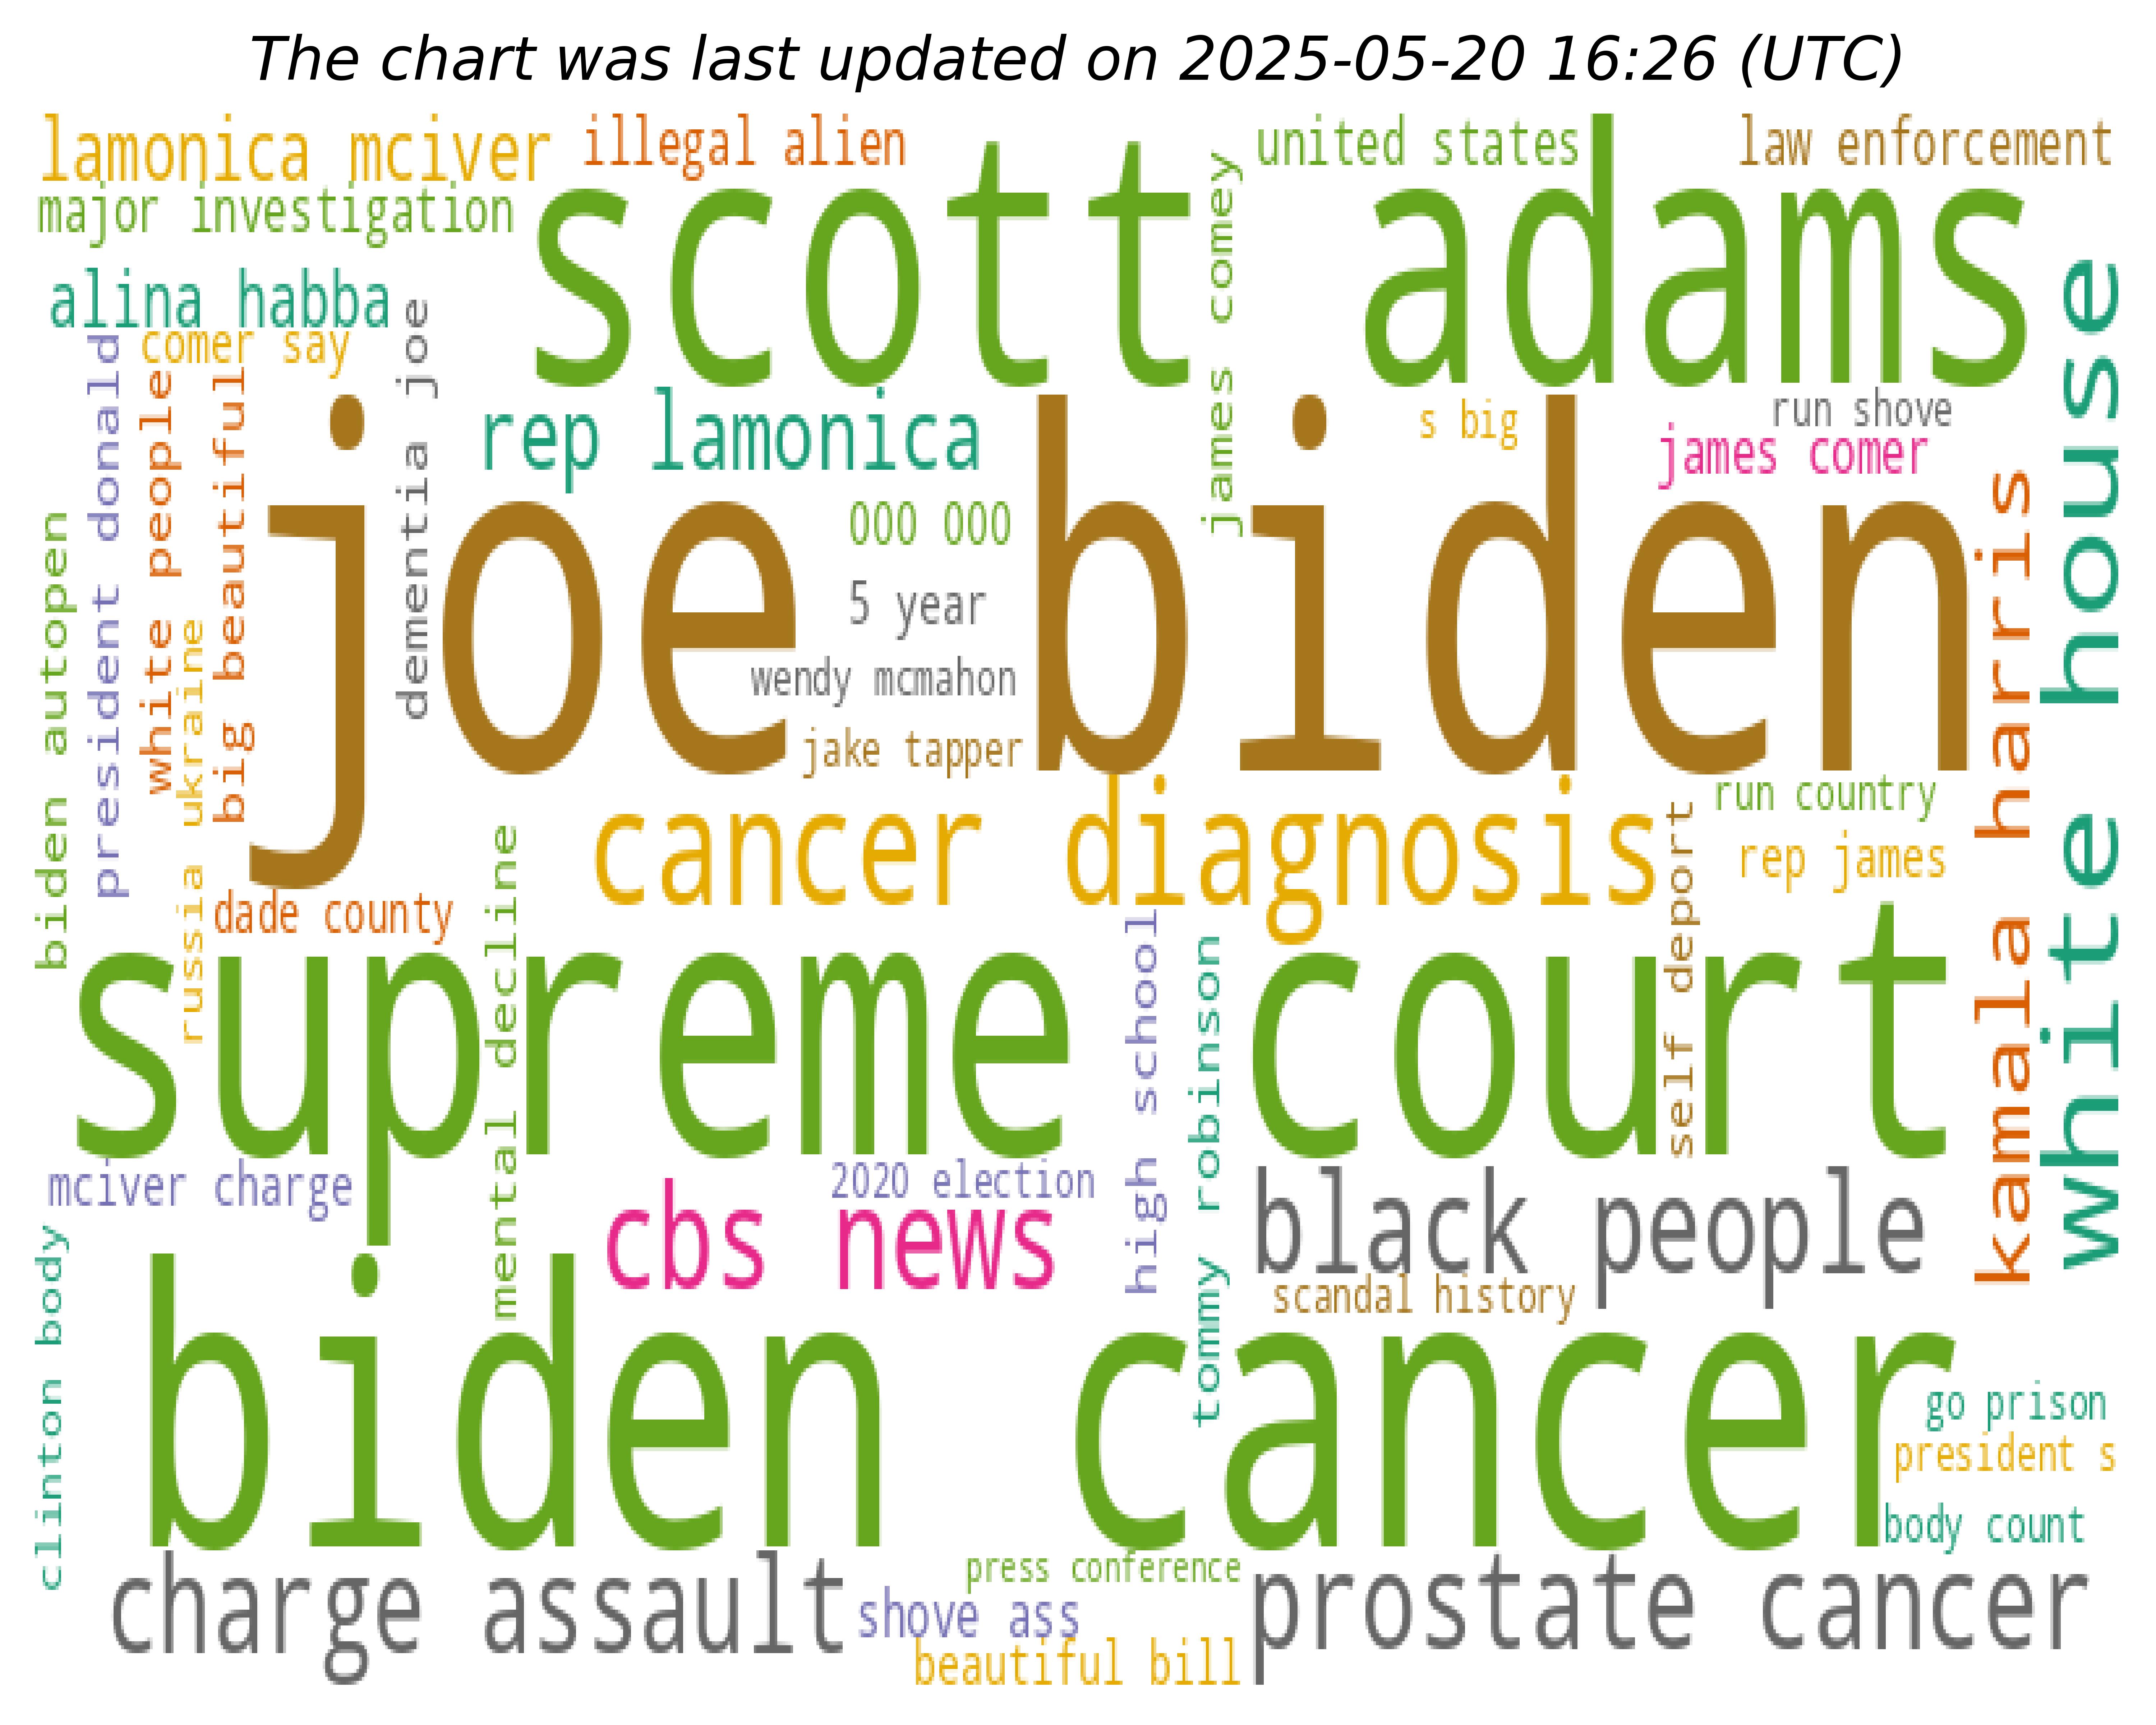 The chart was last updated on 2025-05-20 16:26 (UTC)
lamonica mciver
illegal alien
united states
law enforcement
major investigation
scott adams
james comey
alina habba
comer say
dementia joe
president donald
white people
big beautiful
rep lamonica
s big
run shove
james comer
white house
kamala harris
joe biden
000 000
5 year
wendy mcmahon
jake tapper
biden autopen
russia ukraine
cancer diagnosis
run country
rep james
self deport
dade county
mental decline
high school
tommy robinson
supreme court
mciver charge
2020 election
cbs news
black people
scandal history
clinton body
biden cancer
go prison
president s
body count
charge assault
press conference
shove ass
beautiful bill
prostate cancer